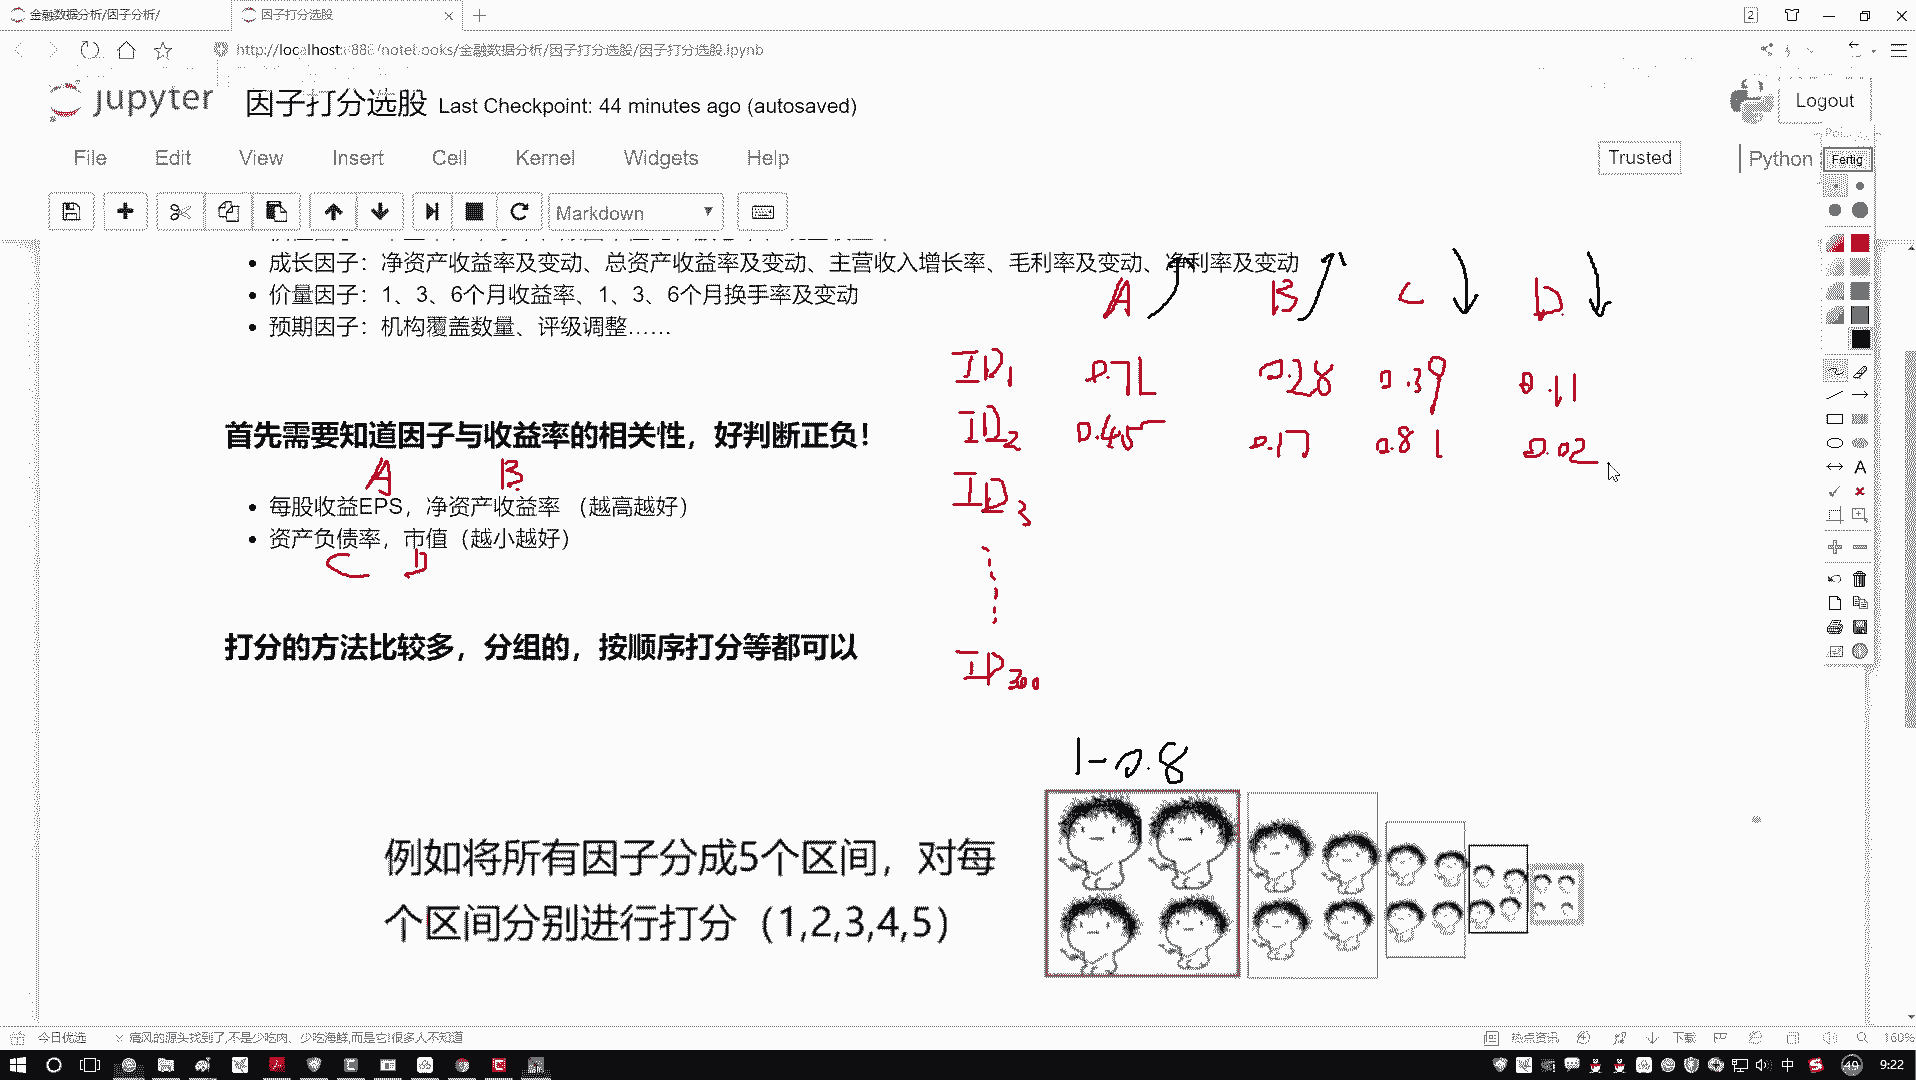 金融数据分析/因子分析/
因子打分选股
2
http://localhost:888/notebooks/金融数据分析/因子打分选股/因子打分选股.ipynb
jupyter 因子打分选股 Last Checkpoint: 44 minutes ago (autosaved)
Logout
File Edit View Insert Cell Kernel Widgets Help
Trusted
Python
Fertig
Markdown
成长因子：净资产收益率及变动、总资产收益率及变动、主营收入增长率、毛利率及变动、净利率及变动
价量因子：1、3、6个月收益率、1、3、6个月换手率及变动
预期因子：机构覆盖数量、评级调整……
A B C D
ID1 0.72 0.28 0.39 0.11
ID2 0.45 0.17 0.81 0.02
ID3
ID300
首先需要知道因子与收益率的相关性，好判断正负！
A B
每股收益EPS，净资产收益率 （越高越好）
资产负债率，市值（越小越好）
C D
打分的方法比较多，分组的，按顺序打分等都可以
1-0.8
例如将所有因子分成5个区间，对每
个区间分别进行打分（1,2,3,4,5）
今日优选
痛风的源头找到了,不是少吃肉、少吃海鲜,而是它!很多人不知道
热点资讯
下载
160%
中
49
9:22